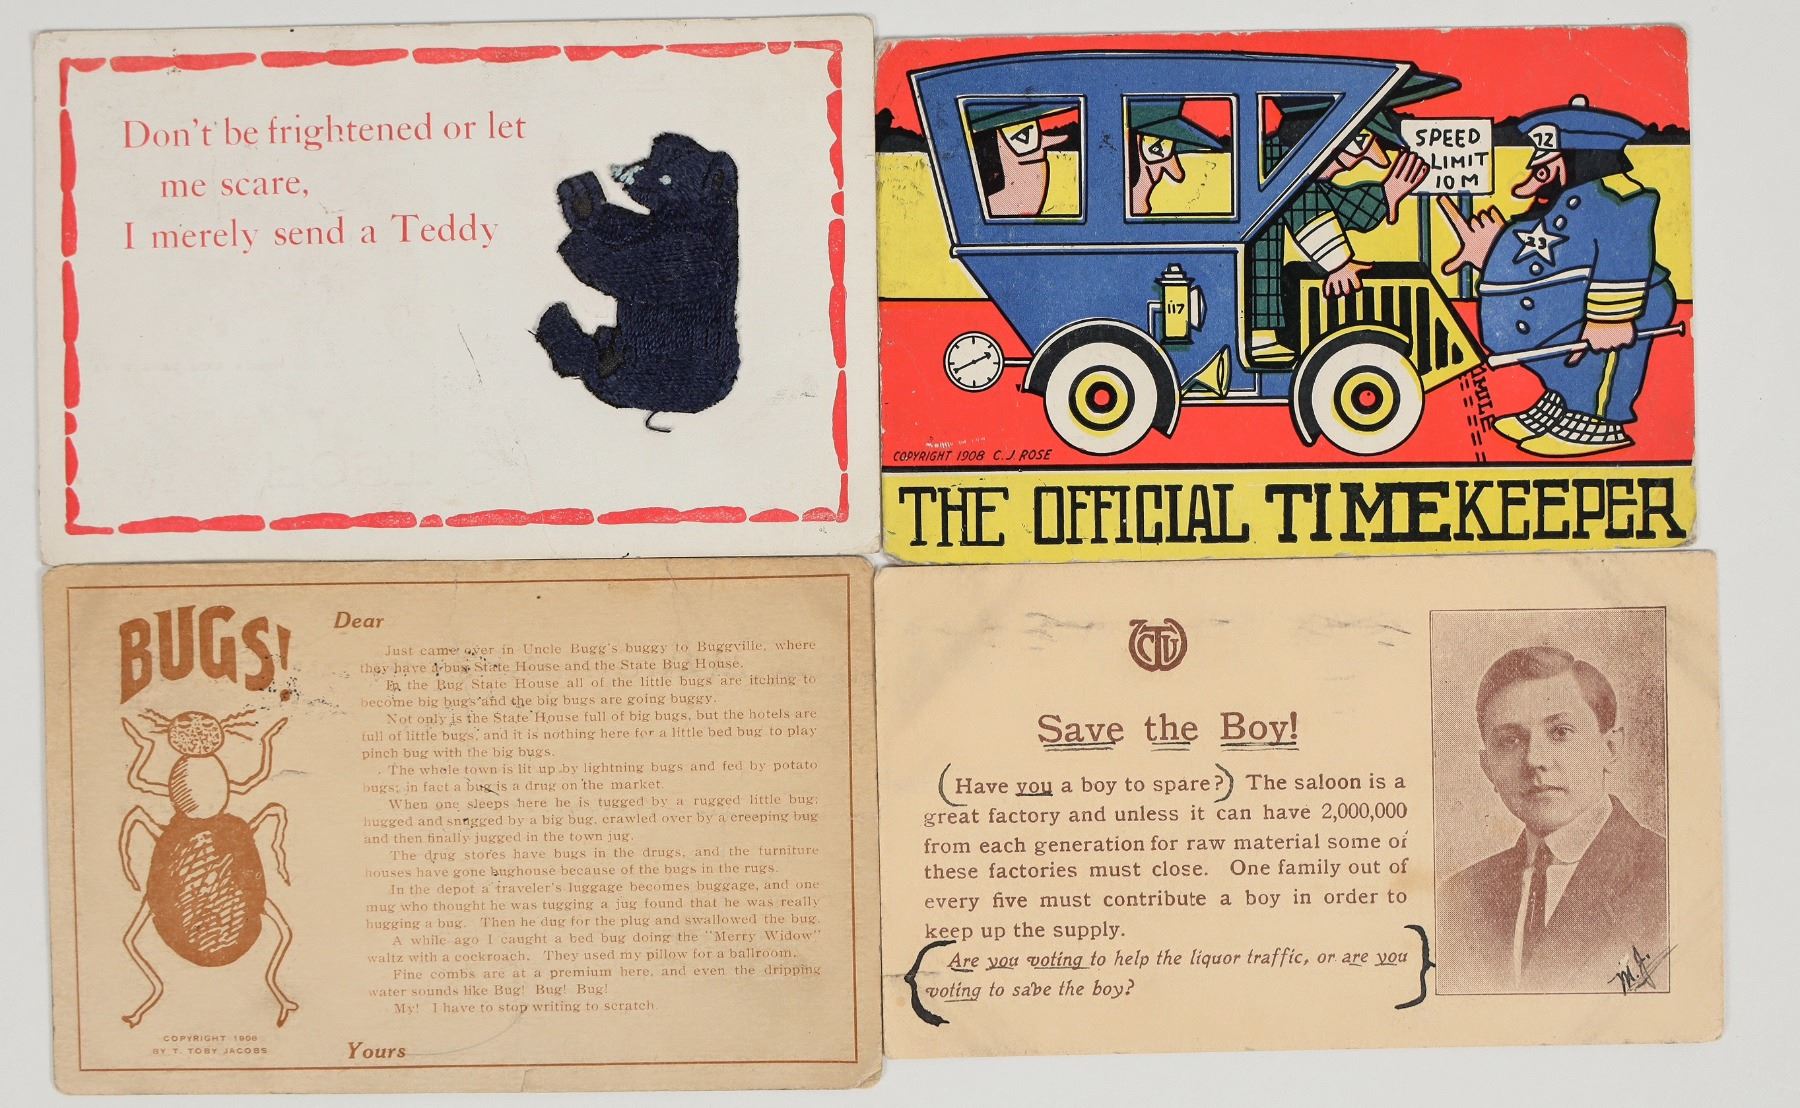 Don't be frightened or let
me scare,
I merely send a Teddy
SPEED
LIMIT
10 M
72
23
117
1 MILE
COPYRIGHT 1908 C. J. ROSE
THE OFFICIAL TIMEKEEPER
BUGS!
Dear
Just came over in Uncle Bugg's buggy to Buggville, where
they have a bug State House and the State Bug House.
In the Bug State House all of the little bugs are itching to
become big bugs and the big bugs are going buggy.
Not only is the State House full of big bugs, but the hotels are
full of little bugs, and it is nothing here for a little bed bug to play
pinch bug with the big bugs.
The whole town is lit up by lightning bugs and fed by potato
bugs; in fact a bug is a drug on the market.
When one sleeps here he is tugged by a rugged little bug;
hugged and snugged by a big bug, crawled over by a creeping bug
and then finally jugged in the town jug.
The drug stores have bugs in the drugs, and the furniture
houses have gone bughouse because of the bugs in the rugs.
In the depot a traveler's luggage becomes buggage, and one
mug who thought he was tugging a jug found that he was really
hugging a bug. Then he dug for the plug and swallowed the bug.
A while ago I caught a bed bug doing the "Merry Widow"
waltz with a cockroach. They used my pillow for a ballroom.
Fine combs are at a premium here, and even the dripping
water sounds like Bug! Bug! Bug!
My! I have to stop writing to scratch.
Yours
COPYRIGHT 1908
BY T. TOBY JACOBS
Save the Boy!
(Have you a boy to spare?) The saloon is a
great factory and unless it can have 2,000,000
from each generation for raw material some of
these factories must close. One family out of
every five must contribute a boy in order to
keep up the supply.
Are you voting to help the liquor traffic, or are you
voting to save the boy?
M.J.